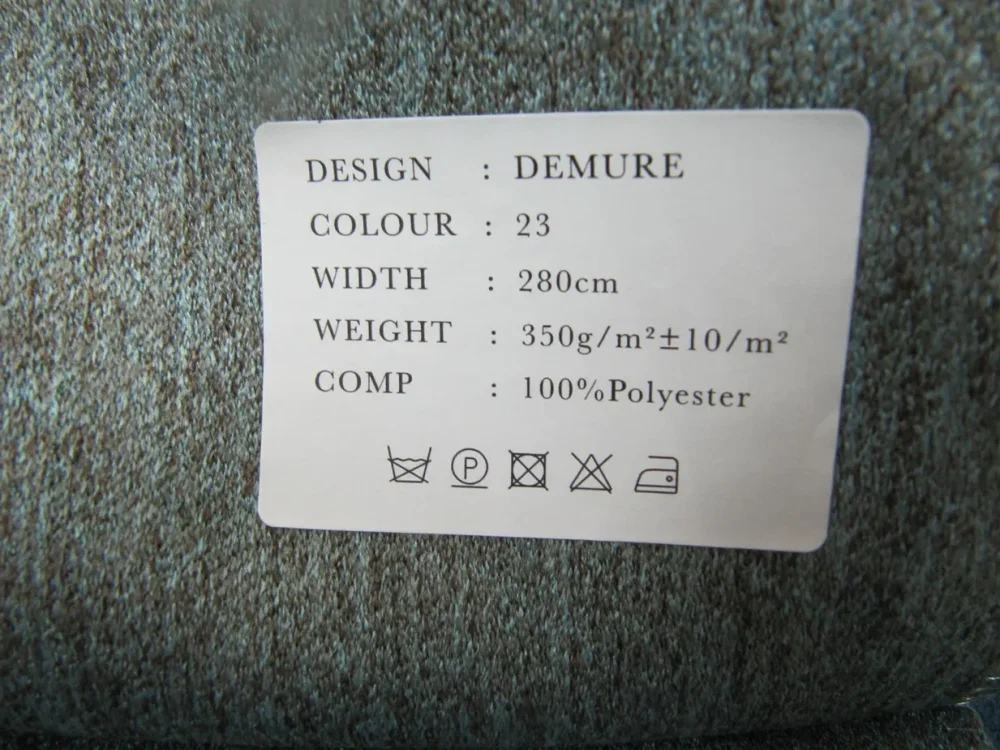 DESIGN : DEMURE
COLOUR : 23
WIDTH : 280cm
WEIGHT : 350g/m²±10/m²
COMP : 100%Polyester
P